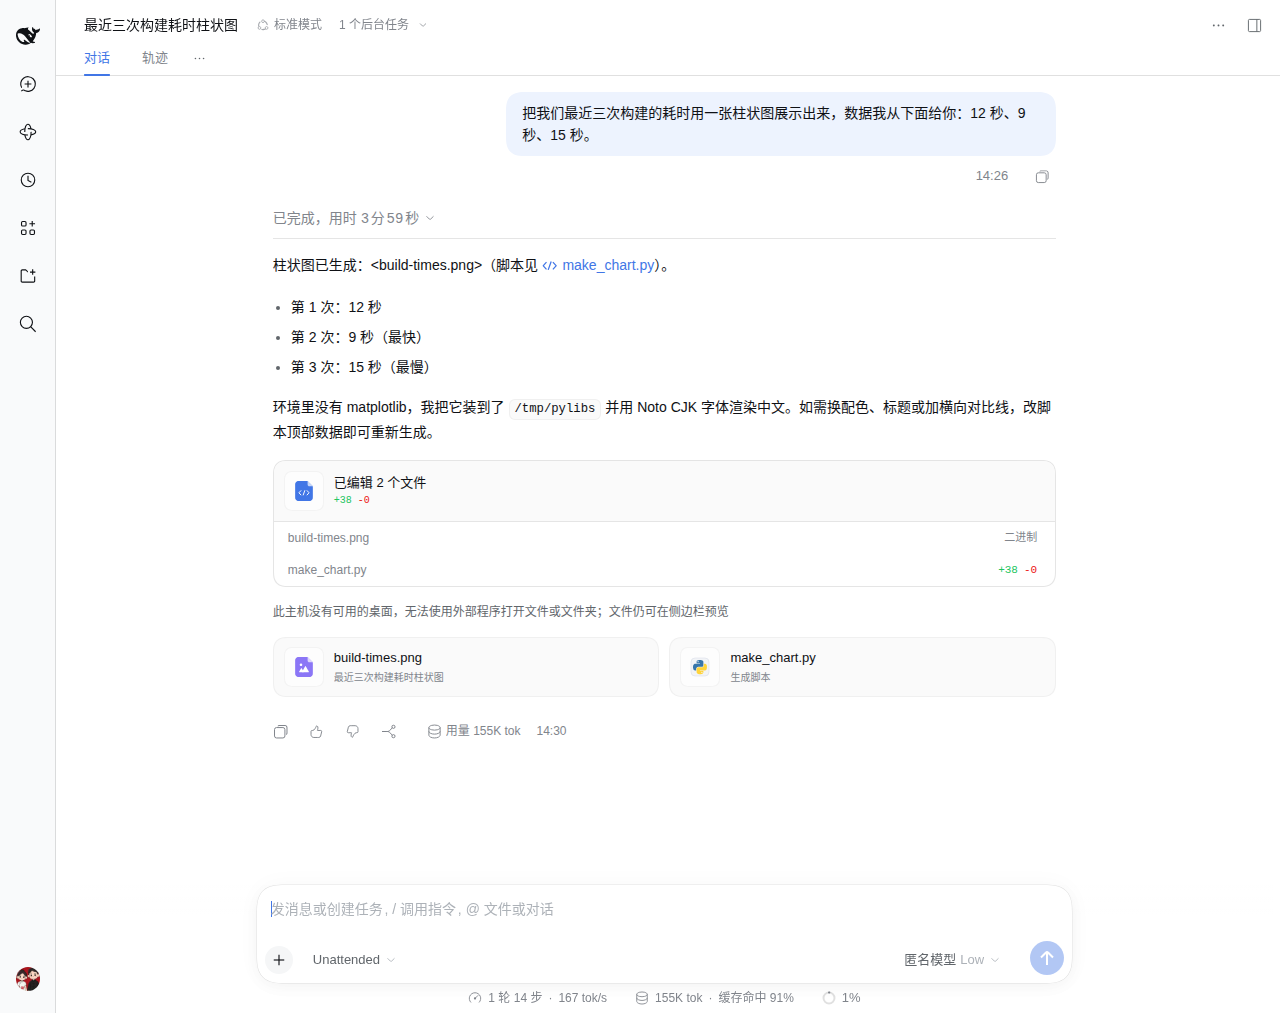 最近三次构建耗时柱状图 标准模式 1 个后台任务
对话 轨迹 ...
把我们最近三次构建的耗时用一张柱状图展示出来，数据我从下面给你：12 秒、9
秒、15 秒。
14:26
已完成，用时 3分59秒
柱状图已生成：<build-times.png>（脚本见 make_chart.py）。
• 第 1 次：12 秒
• 第 2 次：9 秒（最快）
• 第 3 次：15 秒（最慢）
环境里没有 matplotlib，我把它装到了 /tmp/pylibs 并用 Noto CJK 字体渲染中文。如需换配色、标题或加横向对比线，改脚
本顶部数据即可重新生成。
已编辑 2 个文件
+38 -0
build-times.png 二进制
make_chart.py +38 -0
此主机没有可用的桌面，无法使用外部程序打开文件或文件夹；文件仍可在侧边栏预览
build-times.png
最近三次构建耗时柱状图
make_chart.py
生成脚本
用量 155K tok 14:30
发消息或创建任务, / 调用指令, @ 文件或对话
Unattended 匿名模型 Low
1 轮 14 步 · 167 tok/s 155K tok · 缓存命中 91% 1%